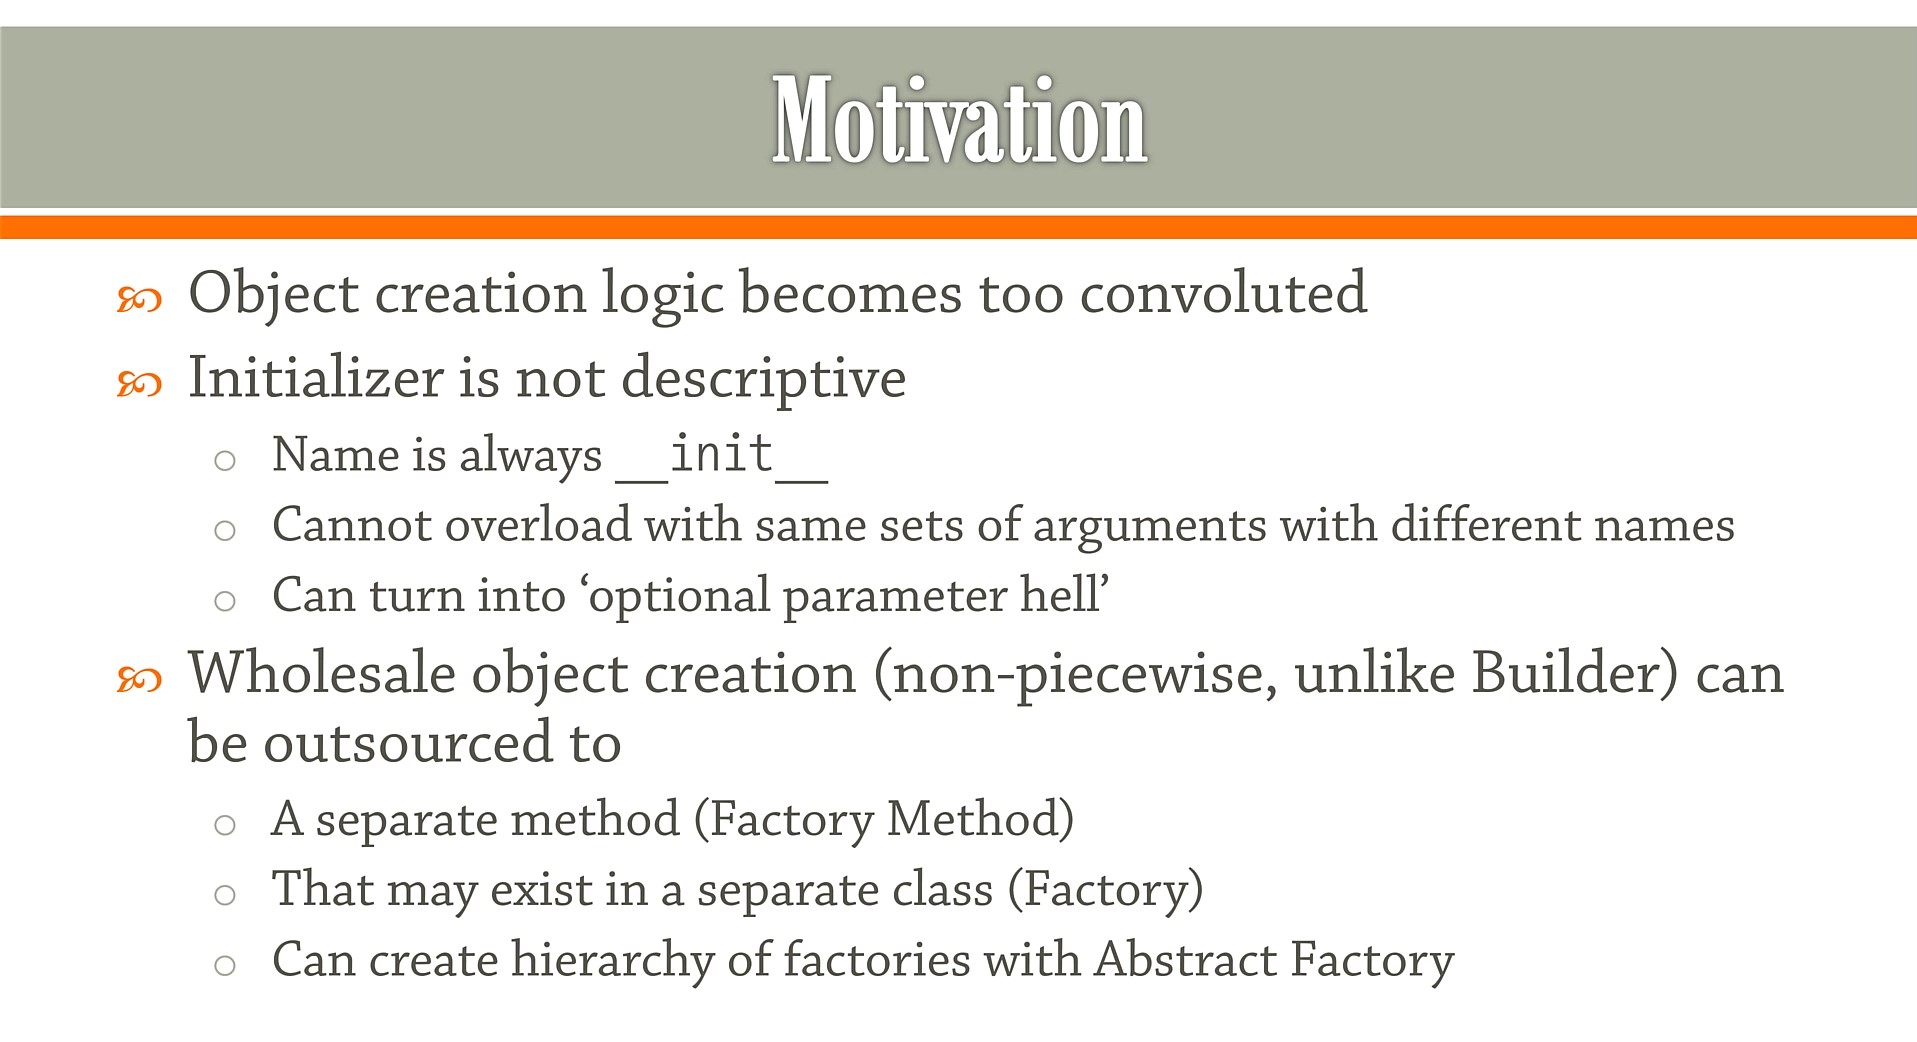 Motivation
Object creation logic becomes too convoluted
Initializer is not descriptive
Name is always __init__
Cannot overload with same sets of arguments with different names
Can turn into ‘optional parameter hell’
Wholesale object creation (non-piecewise, unlike Builder) can
be outsourced to
A separate method (Factory Method)
That may exist in a separate class (Factory)
Can create hierarchy of factories with Abstract Factory